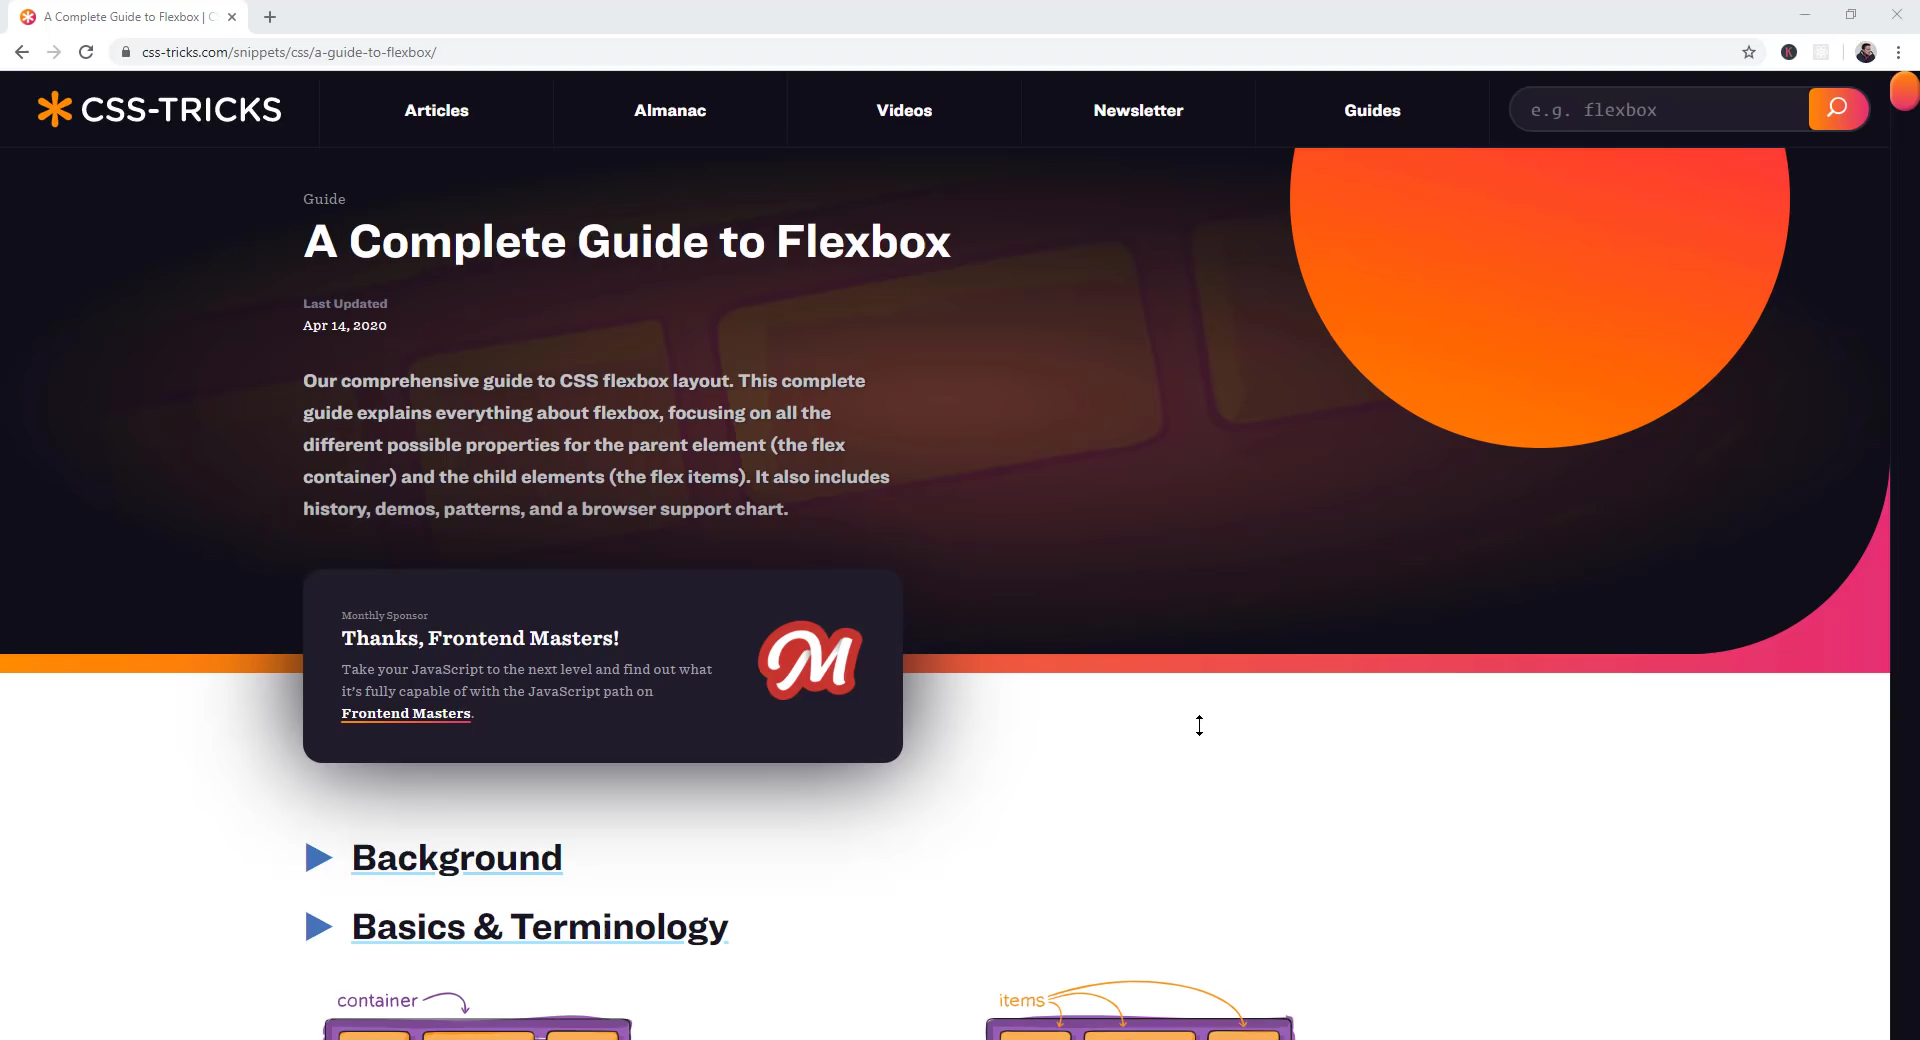 A Complete Guide to Flexbox | C
css-tricks.com/snippets/css/a-guide-to-flexbox/
K
CSS-TRICKS
Articles
Almanac
Videos
Newsletter
Guides
e.g. flexbox
Guide
A Complete Guide to Flexbox
Last Updated
Apr 14, 2020
Our comprehensive guide to CSS flexbox layout. This complete
guide explains everything about flexbox, focusing on all the
different possible properties for the parent element (the flex
container) and the child elements (the flex items). It also includes
history, demos, patterns, and a browser support chart.
Monthly Sponsor
Thanks, Frontend Masters!
Take your JavaScript to the next level and find out what
it's fully capable of with the JavaScript path on
Frontend Masters.
M
Background
Basics & Terminology
container
items